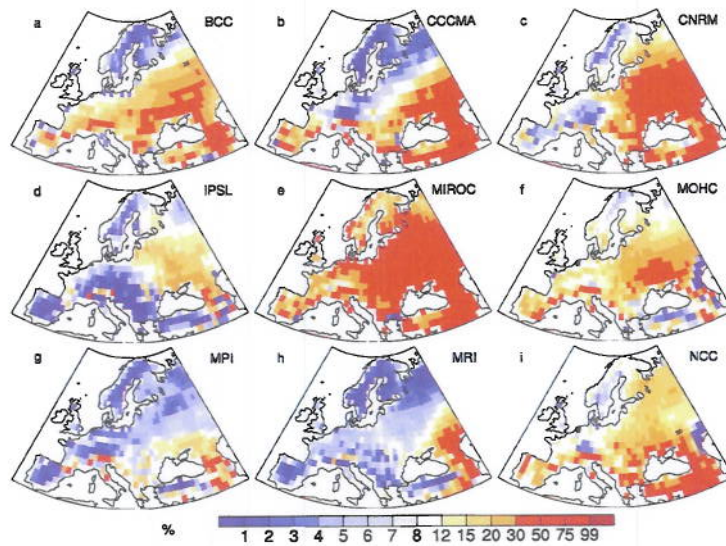 a BCC
b CCCMA
c CNRM
d IPSL
e MIROC
f MOHC
g MPI
h MRI
i NCC
% 1 2 3 4 5 6 7 8 12 15 20 30 50 75 99